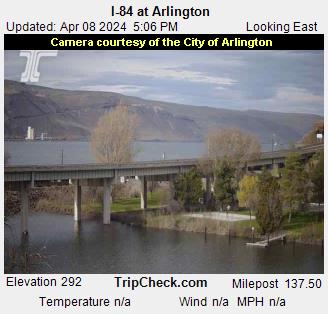 I-84 at Arlington
Updated: Apr 08 2024 5:06 PM Looking East
Camera courtesy of the City of Arlington
Elevation 292 TripCheck.com Milepost 137.50
Temperature n/a Wind n/a MPH n/a